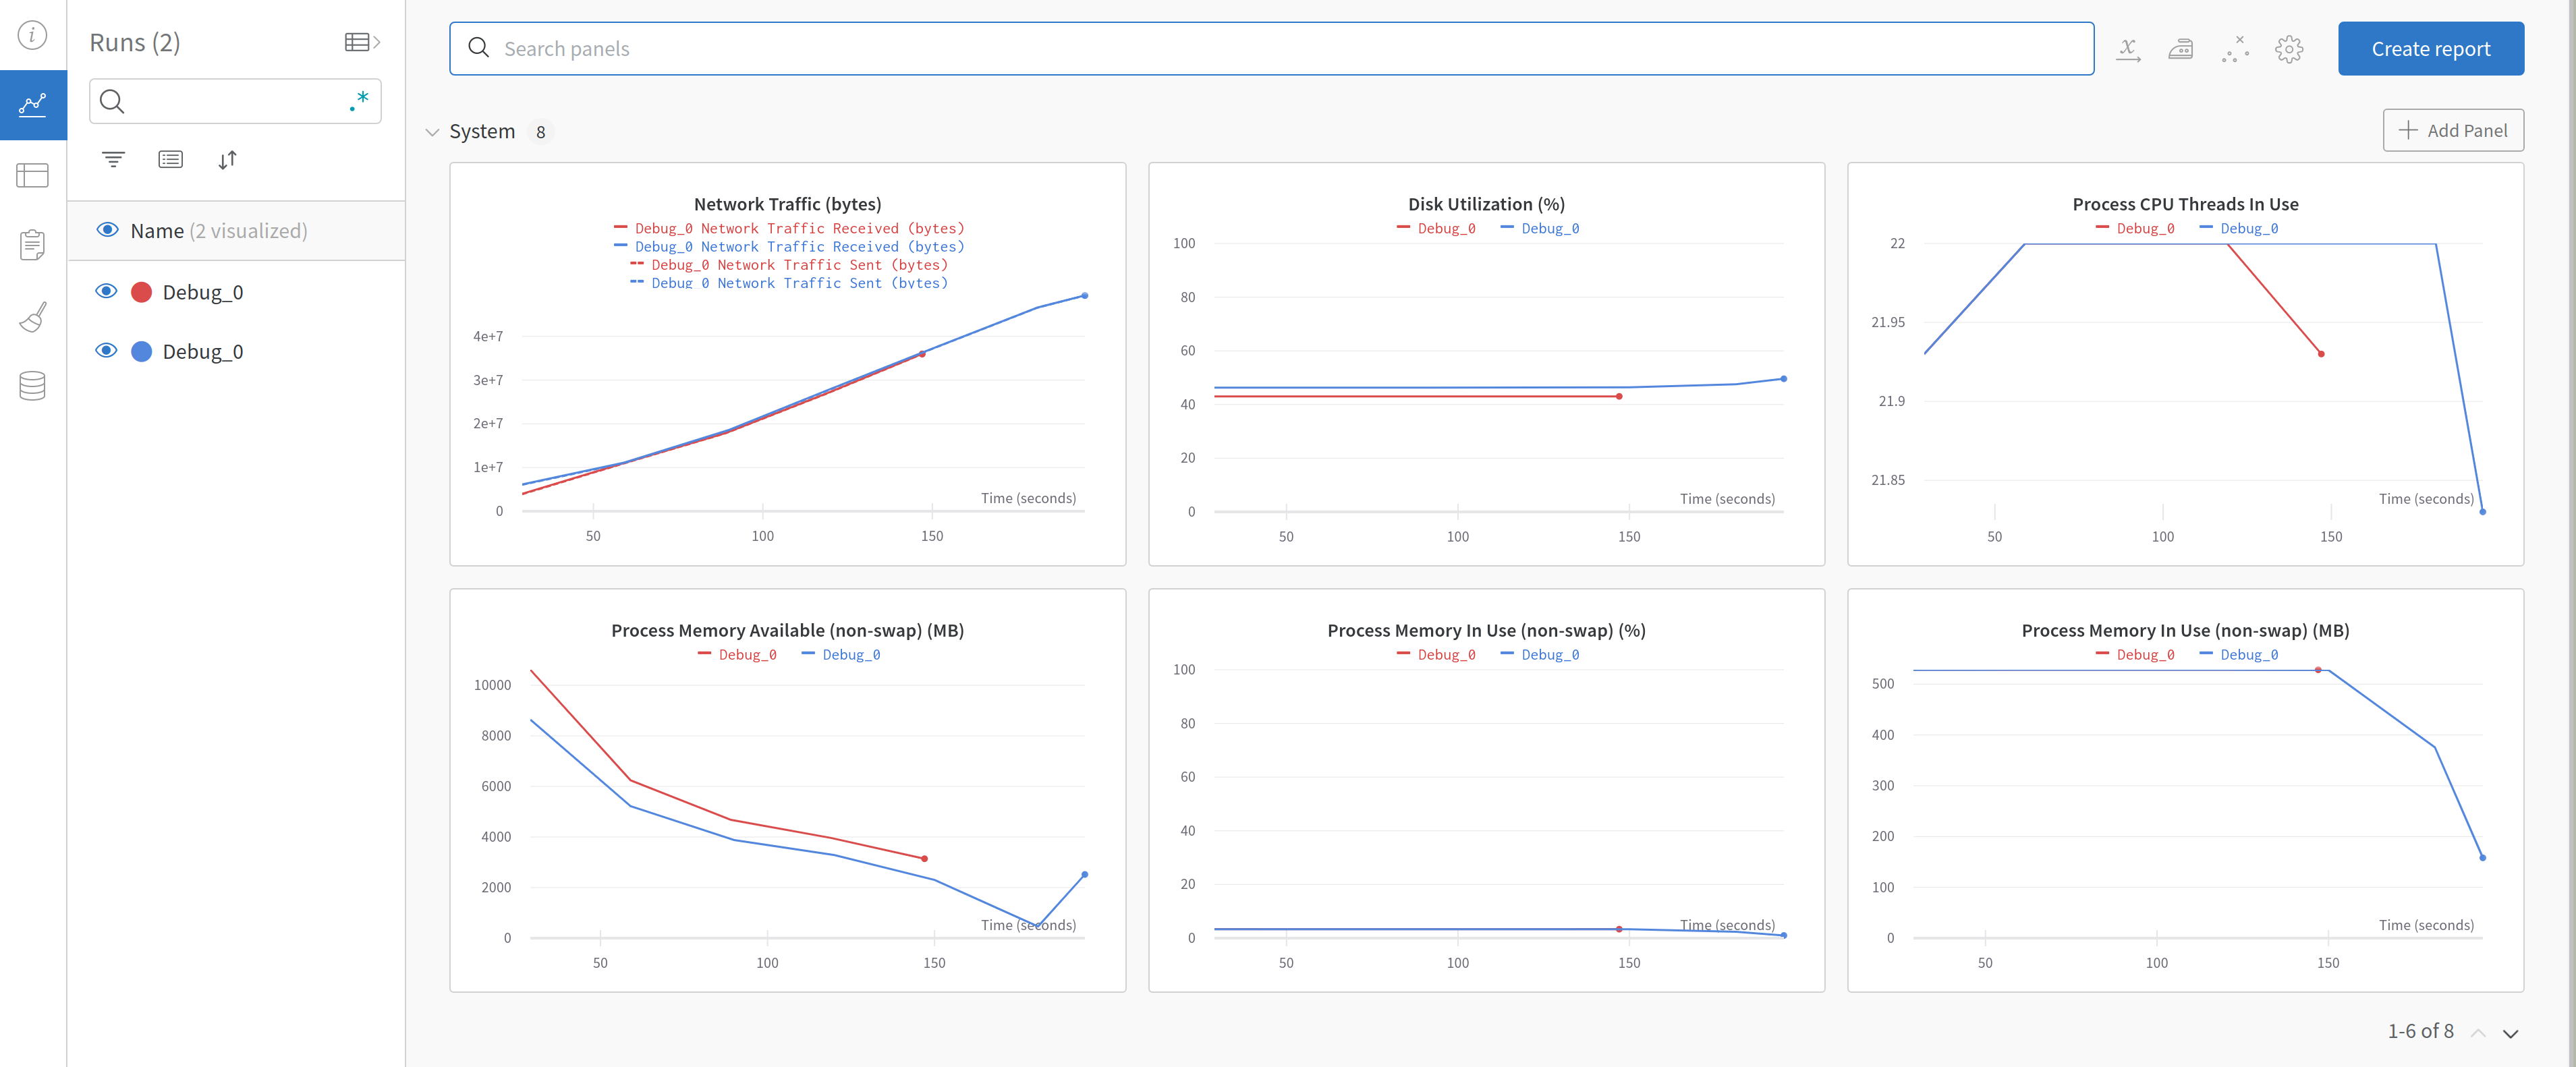 Runs (2)
.*
Name (2 visualized)
Debug_0
Debug_0
Search panels
Create report
System 8
Add Panel
Network Traffic (bytes)
Debug_0 Network Traffic Received (bytes)
Debug_0 Network Traffic Received (bytes)
Debug_0 Network Traffic Sent (bytes)
Debug_0 Network Traffic Sent (bytes)
4e+7
3e+7
2e+7
1e+7
0
Time (seconds)
50 100 150
Disk Utilization (%)
Debug_0 Debug_0
100
80
60
40
20
0
Time (seconds)
50 100 150
Process CPU Threads In Use
Debug_0 Debug_0
22
21.95
21.9
21.85
Time (seconds)
50 100 150
Process Memory Available (non-swap) (MB)
Debug_0 Debug_0
10000
8000
6000
4000
2000
0
Time (seconds)
50 100 150
Process Memory In Use (non-swap) (%)
Debug_0 Debug_0
100
80
60
40
20
0
Time (seconds)
50 100 150
Process Memory In Use (non-swap) (MB)
Debug_0 Debug_0
500
400
300
200
100
0
Time (seconds)
50 100 150
1-6 of 8